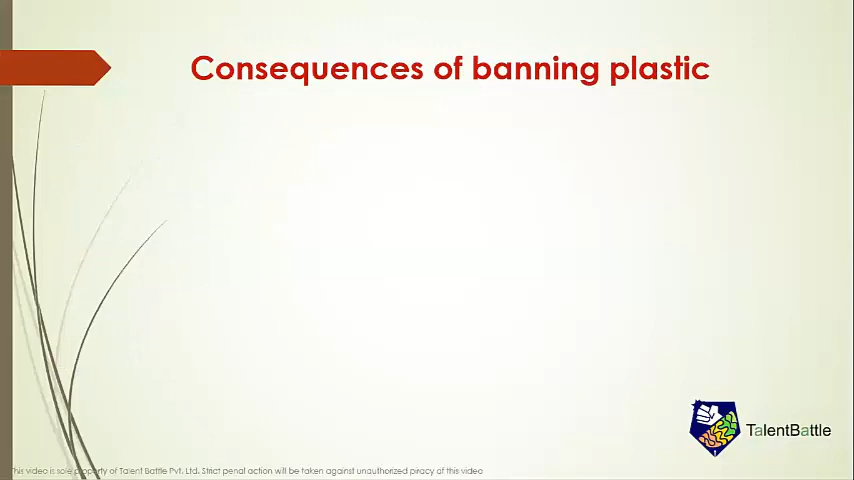 Consequences of banning plastic
TalentBattle
This video is sole property of Talent Battle Pvt. Ltd. Strict penal action will be taken against unauthorized piracy of this video